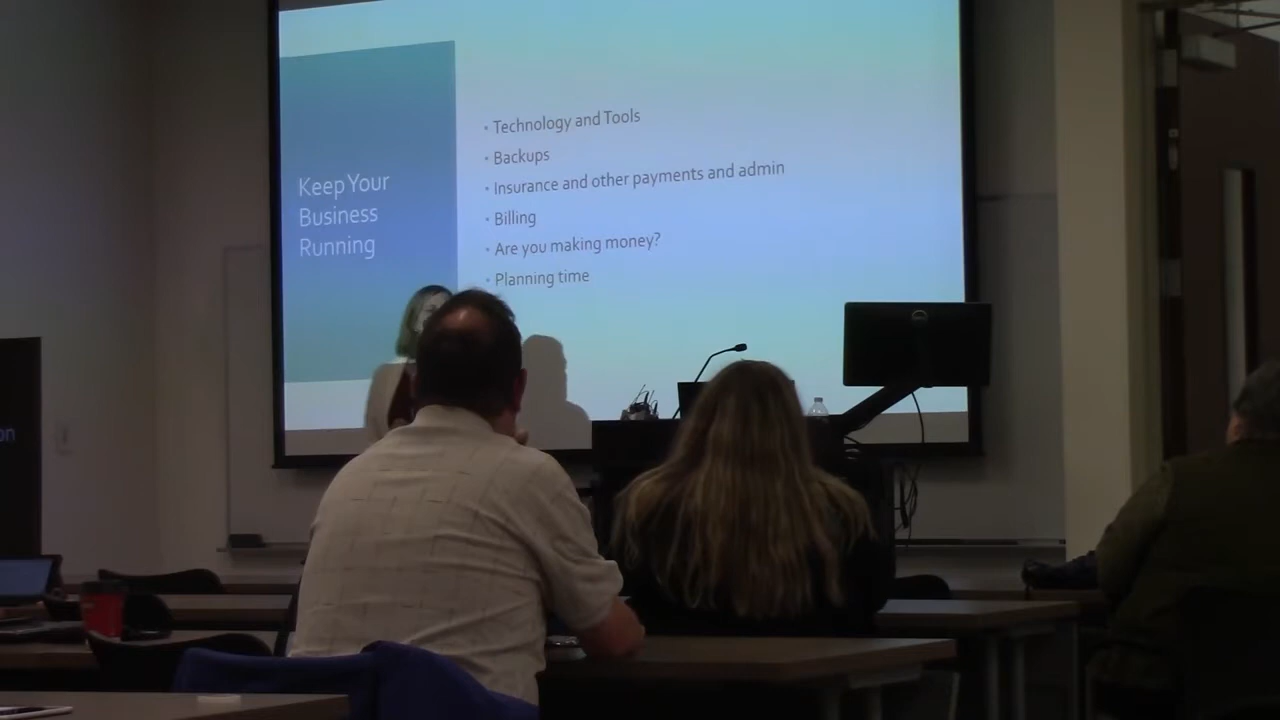 Keep Your
Business
Running
• Technology and Tools
• Backups
• Insurance and other payments and admin
• Billing
• Are you making money?
• Planning time
on